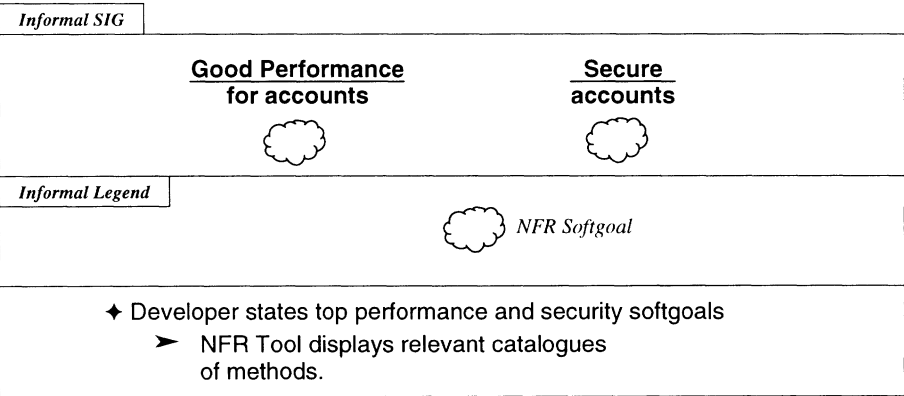 Informal SIG
Good Performance
for accounts
Secure
accounts
Informal Legend
NFR Softgoal
✦ Developer states top performance and security softgoals
➤ NFR Tool displays relevant catalogues
of methods.